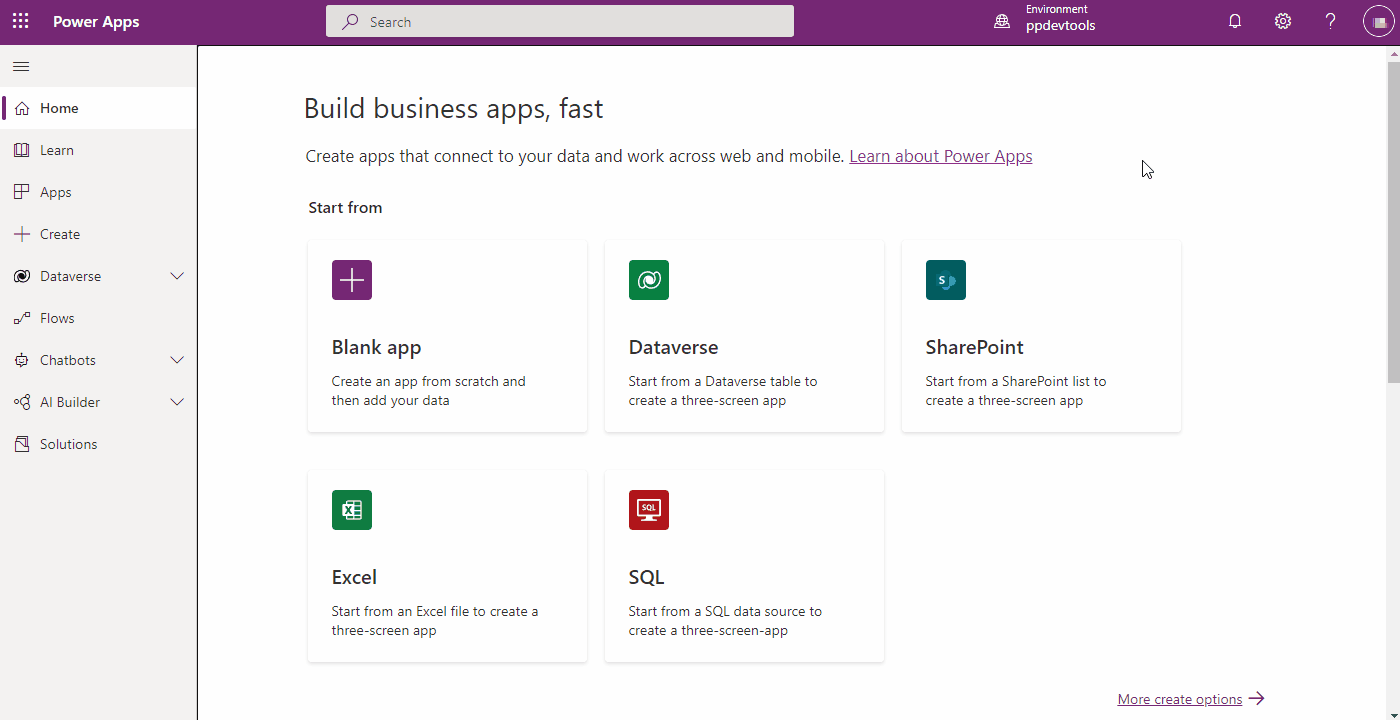 Power Apps
Search
Environment
ppdevtools
?
Home
Learn
Apps
Create
Dataverse
Flows
Chatbots
AI Builder
Solutions
Build business apps, fast
Create apps that connect to your data and work across web and mobile. Learn about Power Apps
Start from
Blank app
Create an app from scratch and
then add your data
Dataverse
Start from a Dataverse table to
create a three-screen app
S
SharePoint
Start from a SharePoint list to
create a three-screen app
X
Excel
Start from an Excel file to create a
three-screen app
SQL
SQL
Start from a SQL data source to
create a three-screen-app
More create options